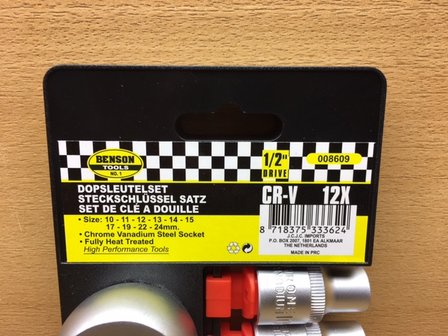 BENSON
TOOLS
NO. 1
1/2"
DRIVE
008609
DOPSLEUTELSET
STECKSCHLÜSSEL SATZ
SET DE CLÉ A DOUILLE
• Size: 10 - 11 - 12 - 13 - 14 - 15
17 - 19 - 22 - 24mm.
• Chrome Vanadium Steel Socket
• Fully Heat Treated
High Performance Tools
CR-V 12X
8 718375 333624
J.C.J.C. IMPORTS
P.O. BOX 2007, 1801 EA ALKMAAR
THE NETHERLANDS
MADE IN PRC